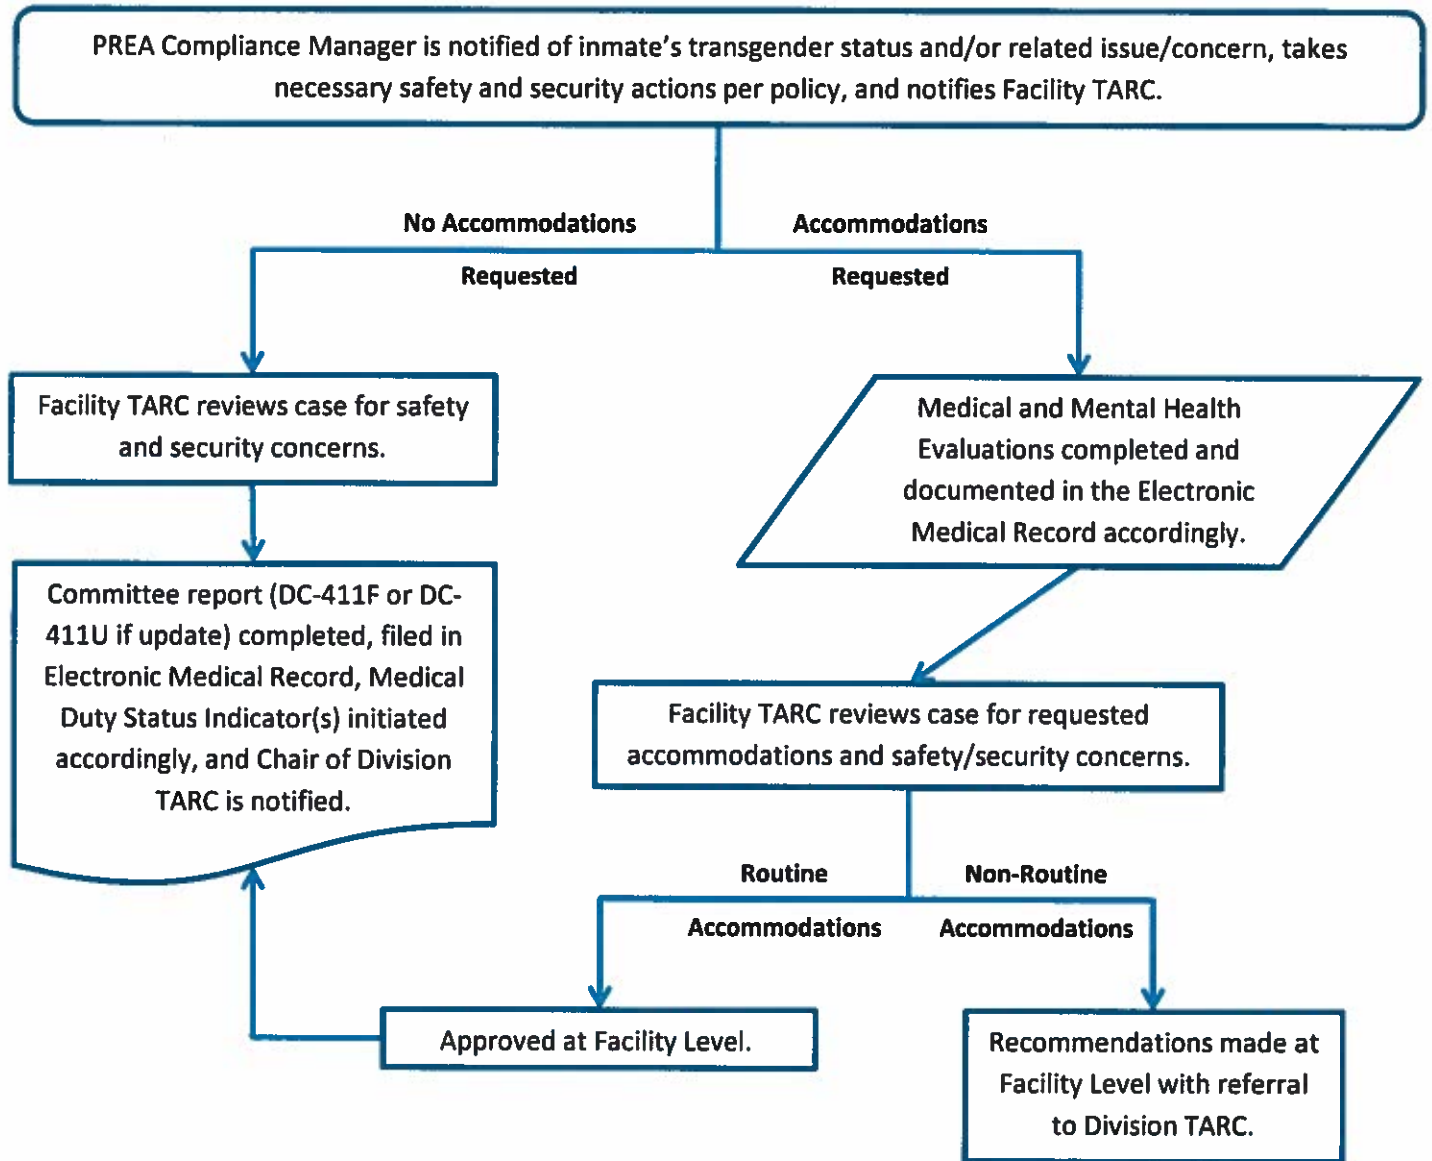 PREA Compliance Manager is notified of inmate's transgender status and/or related issue/concern, takes
necessary safety and security actions per policy, and notifies Facility TARC.
No Accommodations
Requested
Accommodations
Requested
Facility TARC reviews case for safety
and security concerns.
Medical and Mental Health
Evaluations completed and
documented in the Electronic
Medical Record accordingly.
Committee report (DC-411F or DC-
411U if update) completed, filed in
Electronic Medical Record, Medical
Duty Status Indicator(s) initiated
accordingly, and Chair of Division
TARC is notified.
Facility TARC reviews case for requested
accommodations and safety/security concerns.
Routine
Accommodations
Non-Routine
Accommodations
Approved at Facility Level.
Recommendations made at
Facility Level with referral
to Division TARC.